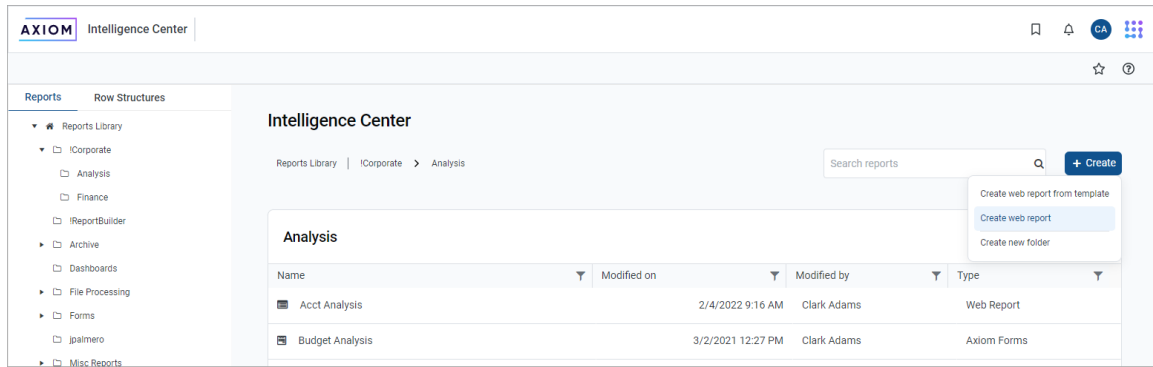 AXIOM Intelligence Center
CA
Reports Row Structures
Reports Library
!Corporate
Analysis
Finance
!ReportBuilder
Archive
Dashboards
File Processing
Forms
jpalmero
Misc Reports
Intelligence Center
Reports Library | !Corporate > Analysis
Search reports
+ Create
Create web report from template
Create web report
Create new folder
Analysis
Name Modified on Modified by Type
Acct Analysis 2/4/2022 9:16 AM Clark Adams Web Report
Budget Analysis 3/2/2021 12:27 PM Clark Adams Axiom Forms